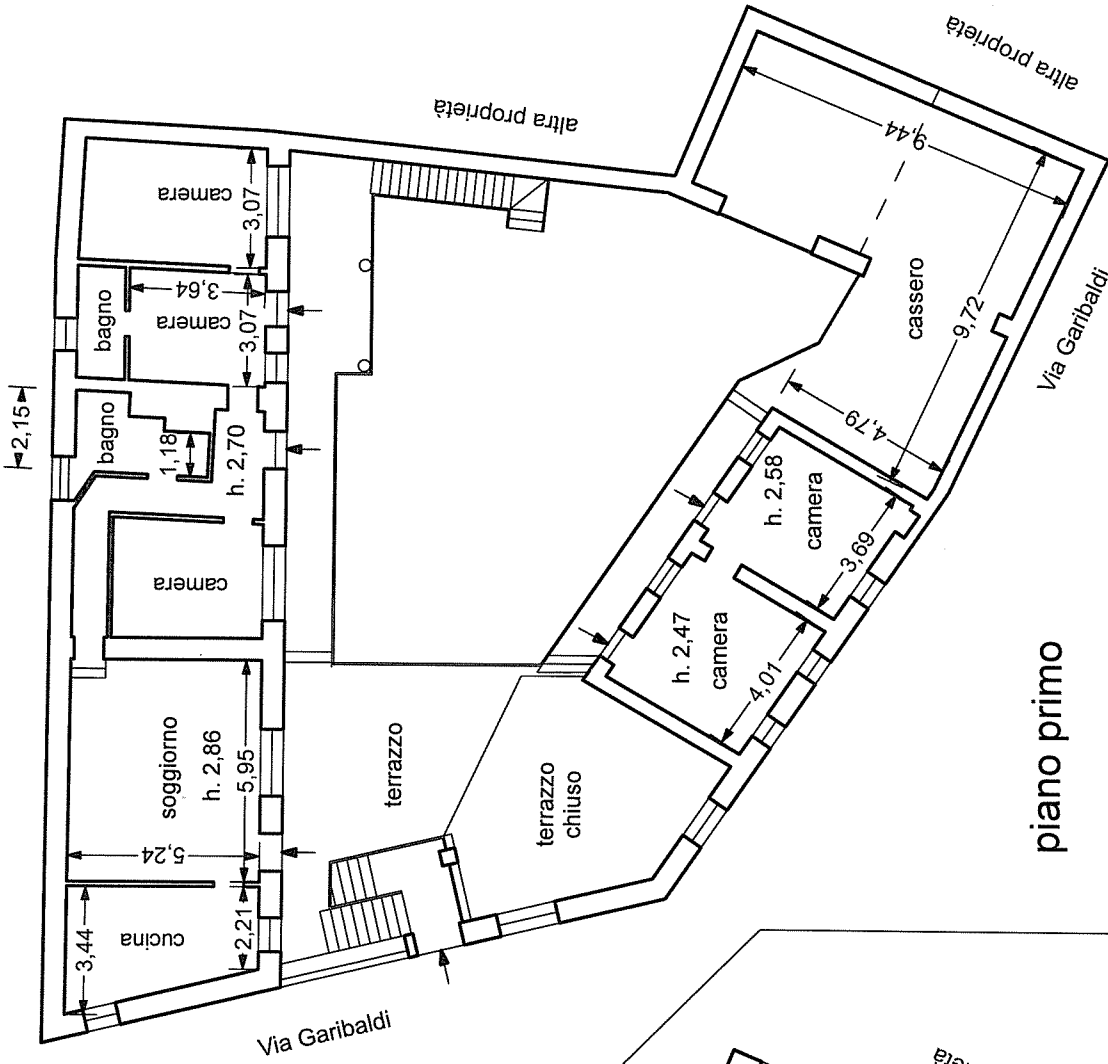 altra proprietà
altra proprietà
9,44
camera
3,07
camera
3,64
3,07
bagno
2,15
bagno
1,18
h. 2,70
camera
cassero
9,72
4,79
Via Garibaldi
h. 2,58
camera
3,69
h. 2,47
camera
4,01
soggiorno
h. 2,86
5,95
5,24
terrazzo
terrazzo
chiuso
cucina
3,44
2,21
Via Garibaldi
piano primo
età